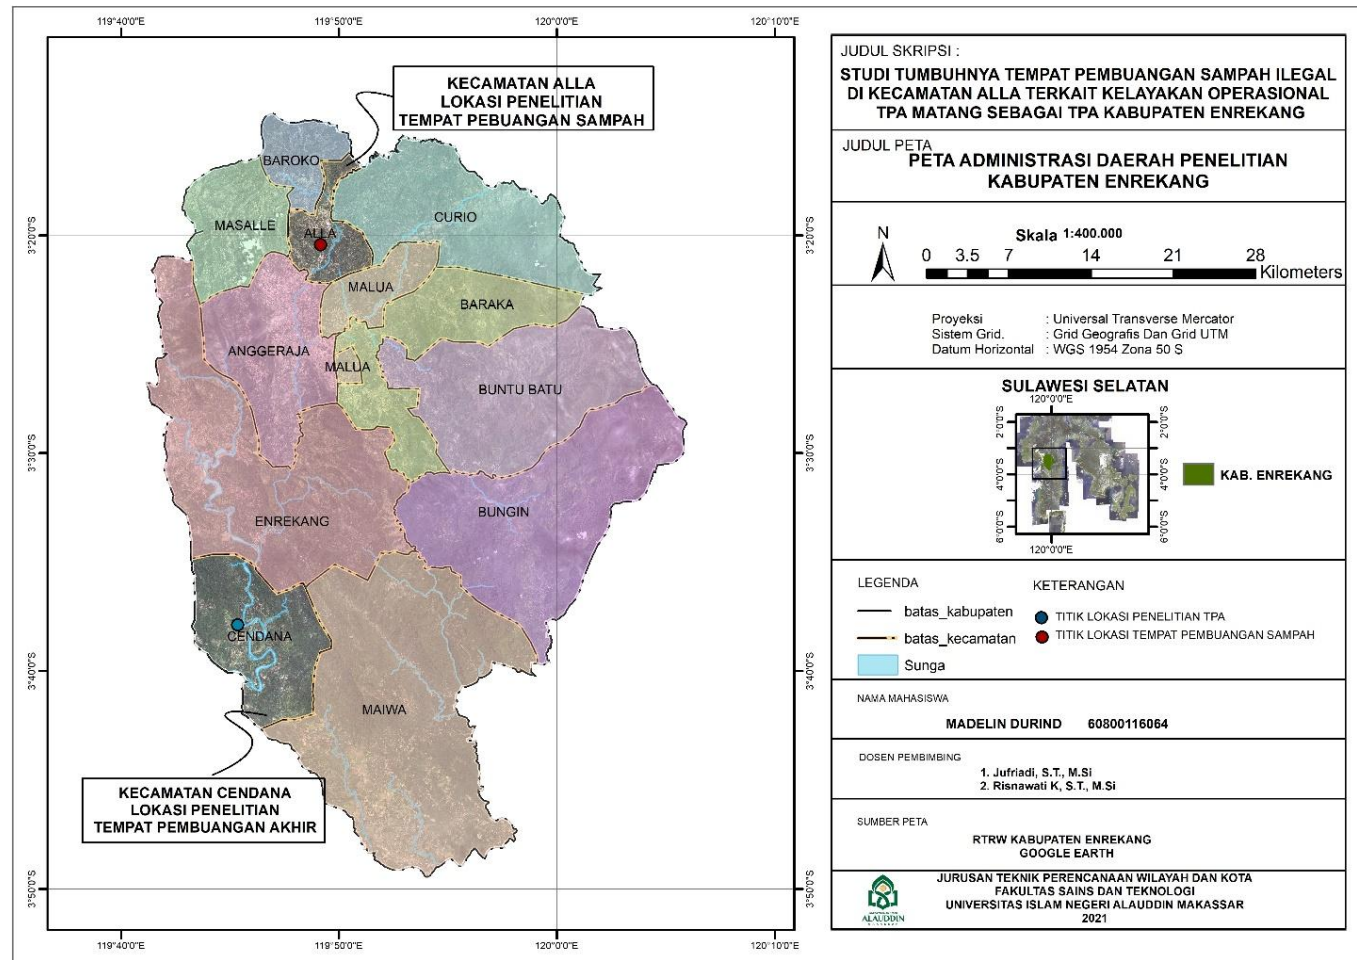 119°40'0"E
119°50'0"E
120°0'0"E
120°10'0"E
3°20'0"S
3°30'0"S
3°40'0"S
3°50'0"S
KECAMATAN ALLA
LOKASI PENELITIAN
TEMPAT PEBUANGAN SAMPAH
BAROKO
MASALLE
ALLA
CURIO
MALUA
BARAKA
ANGGERAJA
MALUA
BUNTU BATU
ENREKANG
BUNGIN
CENDANA
MAIWA
KECAMATAN CENDANA
LOKASI PENELITIAN
TEMPAT PEMBUANGAN AKHIR
3°20'0"S
3°30'0"S
3°40'0"S
3°50'0"S
119°40'0"E
119°50'0"E
120°0'0"E
120°10'0"E
JUDUL SKRIPSI :
STUDI TUMBUHNYA TEMPAT PEMBUANGAN SAMPAH ILEGAL
DI KECAMATAN ALLA TERKAIT KELAYAKAN OPERASIONAL
TPA MATANG SEBAGAI TPA KABUPATEN ENREKANG
JUDUL PETA
PETA ADMINISTRASI DAERAH PENELITIAN
KABUPATEN ENREKANG
N
Skala 1:400.000
0 3.5 7 14 21 28
Kilometers
Proyeksi : Universal Transverse Mercator
Sistem Grid. : Grid Geografis Dan Grid UTM
Datum Horizontal : WGS 1954 Zona 50 S
SULAWESI SELATAN
120°0'0"E
2°0'0"S
4°0'0"S
6°0'0"S
2°0'0"S
4°0'0"S
6°0'0"S
120°0'0"E
KAB. ENREKANG
LEGENDA
batas_kabupaten
batas_kecamatan
Sunga
KETERANGAN
TITIK LOKASI PENELITIAN TPA
TITIK LOKASI TEMPAT PEMBUANGAN SAMPAH
NAMA MAHASISWA
MADELIN DURIND 60800116064
DOSEN PEMBIMBING
1. Jufriadi, S.T., M.Si
2. Risnawati K, S.T., M.Si
SUMBER PETA
RTRW KABUPATEN ENREKANG
GOOGLE EARTH
ALAUDDIN
JURUSAN TEKNIK PERENCANAAN WILAYAH DAN KOTA
FAKULTAS SAINS DAN TEKNOLOGI
UNIVERSITAS ISLAM NEGERI ALAUDDIN MAKASSAR
2021